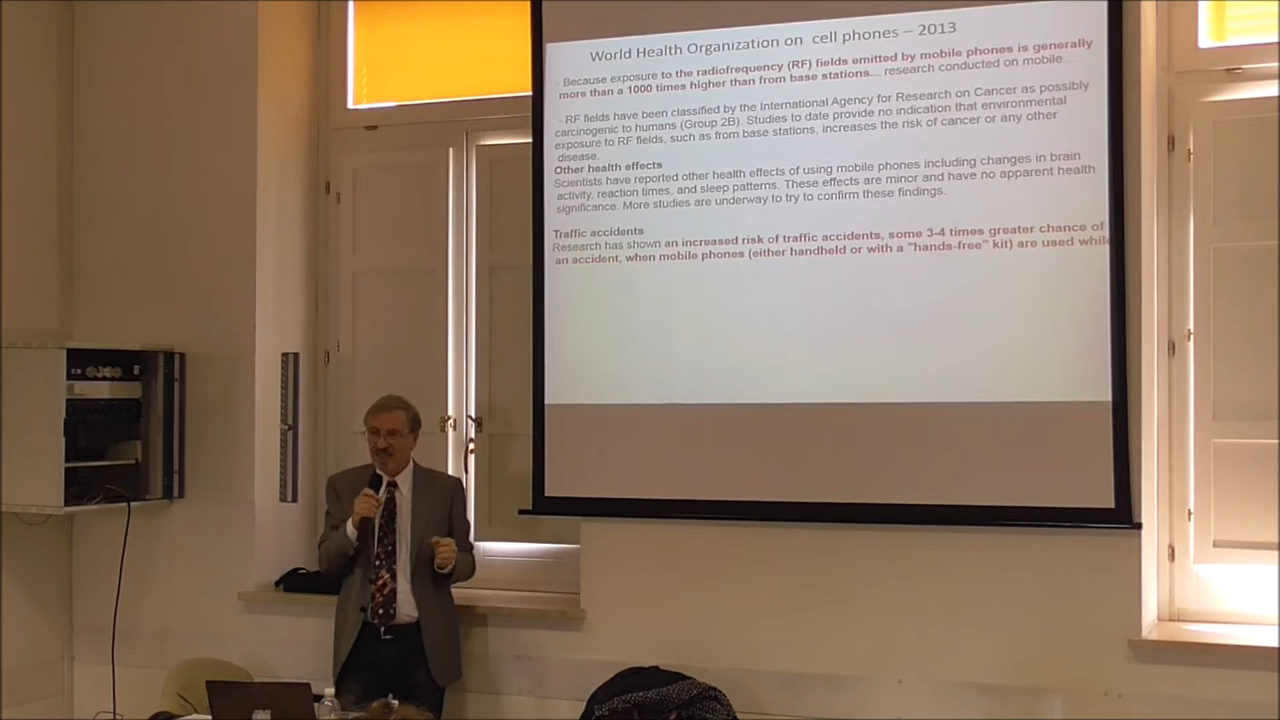 World Health Organization on cell phones – 2013
- Because exposure to the radiofrequency (RF) fields emitted by mobile phones is generally
more than a 1000 times higher than from base stations... research conducted on mobile...
- RF fields have been classified by the International Agency for Research on Cancer as possibly
carcinogenic to humans (Group 2B). Studies to date provide no indication that environmental
exposure to RF fields, such as from base stations, increases the risk of cancer or any other
disease.
Other health effects
Scientists have reported other health effects of using mobile phones including changes in brain
activity, reaction times, and sleep patterns. These effects are minor and have no apparent health
significance. More studies are underway to try to confirm these findings.
Traffic accidents
Research has shown an increased risk of traffic accidents, some 3-4 times greater chance of
an accident, when mobile phones (either handheld or with a "hands-free" kit) are used while